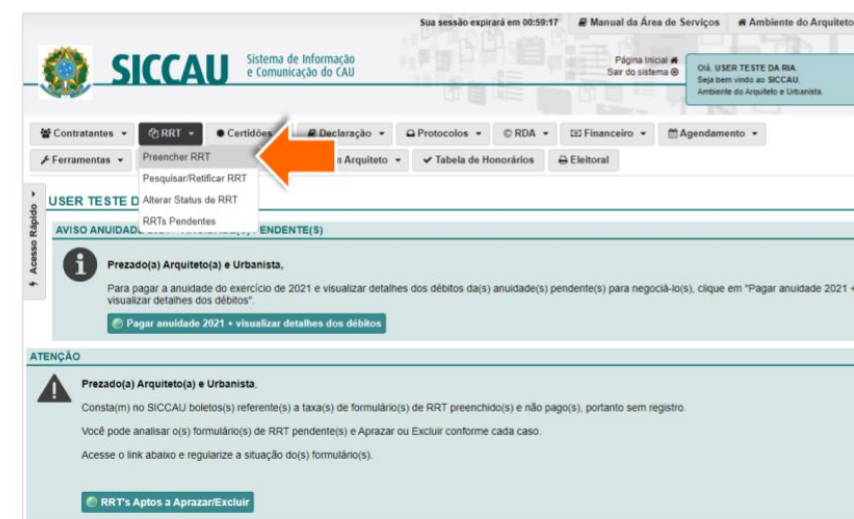 Sua sessão expirará em 00:59:17 Manual da Área de Serviços Ambiente do Arquiteto
SICCAU
Sistema de Informação
e Comunicação do CAU
Página Inicial
Sair do sistema
Olá, USER TESTE DA RIA.
Seja bem vindo ao SICCAU,
Ambiente do Arquiteto e Urbanista.
Contratantes RRT Certidões Declaração Protocolos RDA Financeiro Agendamento
Ferramentas Arquiteto Tabela de Honorários Eleitoral
Preencher RRT
Pesquisar/Retificar RRT
Alterar Status de RRT
RRTs Pendentes
Acesso Rápido
USER TESTE D
AVISO ANUIDAD ENDENTE(S)
Prezado(a) Arquiteto(a) e Urbanista,
Para pagar a anuidade do exercício de 2021 e visualizar detalhes dos débitos da(s) anuidade(s) pendente(s) para negociá-lo(s), clique em "Pagar anuidade 2021 +
visualizar detalhes dos débitos".
Pagar anuidade 2021 + visualizar detalhes dos débitos
ATENÇÃO
Prezado(a) Arquiteto(a) e Urbanista,
Consta(m) no SICCAU boletos(s) referente(s) a taxa(s) de formulário(s) de RRT preenchido(s) e não pago(s), portanto sem registro.
Você pode analisar o(s) formulário(s) de RRT pendente(s) e Aprazar ou Excluir conforme cada caso.
Acesse o link abaixo e regularize a situação do(s) formulário(s).
RRT's Aptos a Aprazar/Excluir